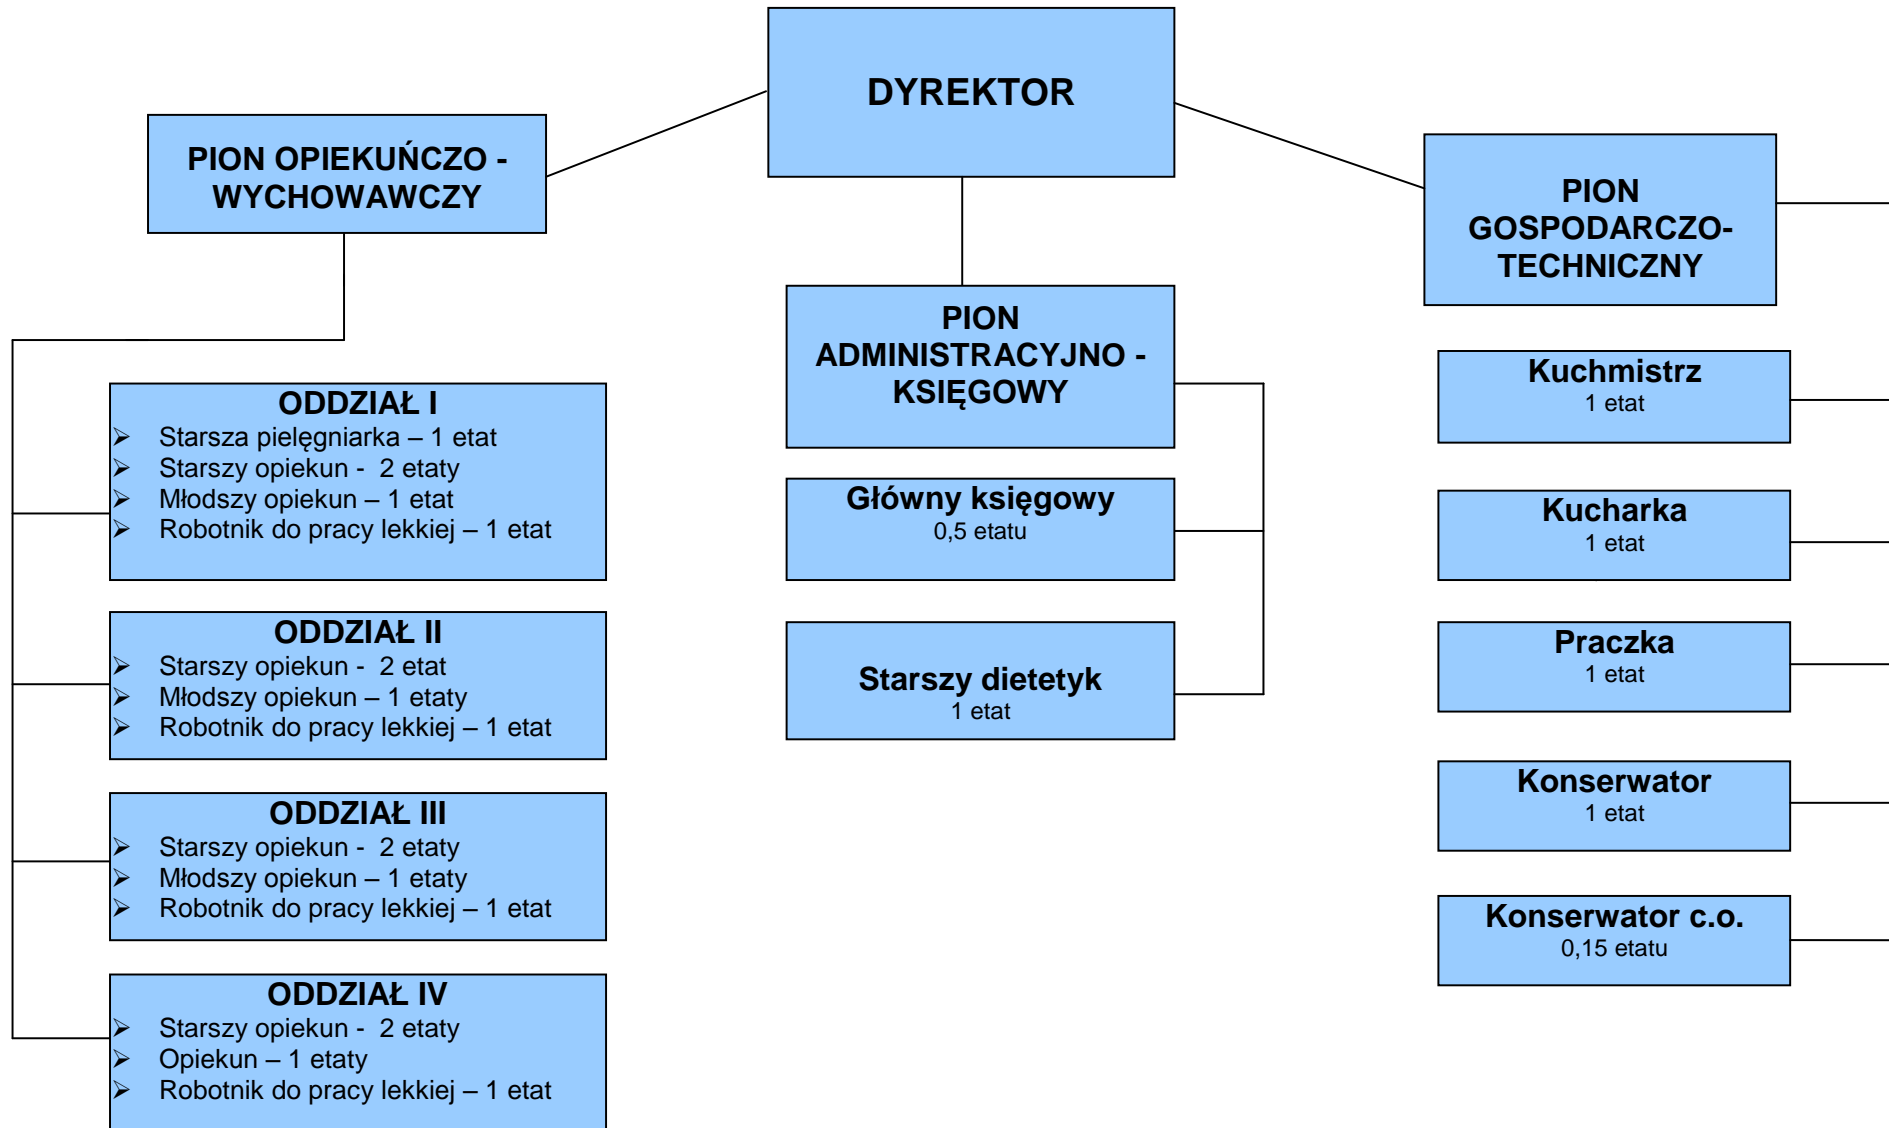 DYREKTOR
PION OPIEKUŃCZO -
WYCHOWAWCZY
ODDZIAŁ I
➢ Starsza pielęgniarka – 1 etat
➢ Starszy opiekun - 2 etaty
➢ Młodszy opiekun – 1 etat
➢ Robotnik do pracy lekkiej – 1 etat
ODDZIAŁ II
➢ Starszy opiekun - 2 etat
➢ Młodszy opiekun – 1 etaty
➢ Robotnik do pracy lekkiej – 1 etat
ODDZIAŁ III
➢ Starszy opiekun - 2 etaty
➢ Młodszy opiekun – 1 etaty
➢ Robotnik do pracy lekkiej – 1 etat
ODDZIAŁ IV
➢ Starszy opiekun - 2 etaty
➢ Opiekun – 1 etaty
➢ Robotnik do pracy lekkiej – 1 etat
PION
ADMINISTRACYJNO -
KSIĘGOWY
Główny księgowy
0,5 etatu
Starszy dietetyk
1 etat
PION
GOSPODARCZO-
TECHNICZNY
Kuchmistrz
1 etat
Kucharka
1 etat
Praczka
1 etat
Konserwator
1 etat
Konserwator c.o.
0,15 etatu